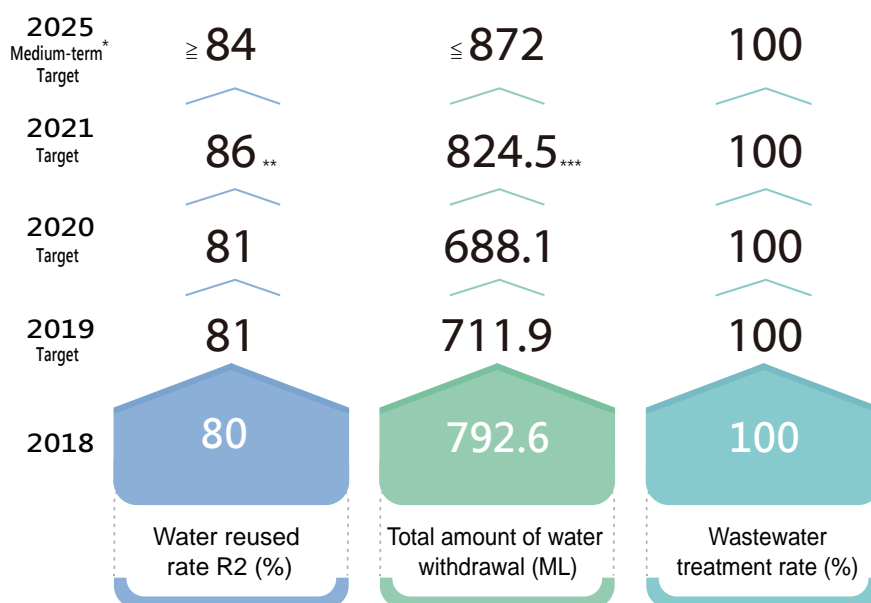 2025
Medium-term*
Target
≧ 84
≦ 872
100
2021
Target
86 **
824.5 ***
100
2020
Target
81
688.1
100
2019
Target
81
711.9
100
2018
80
792.6
100
Water reused
rate R2 (%)
Total amount of water
withdrawal (ML)
Wastewater
treatment rate (%)